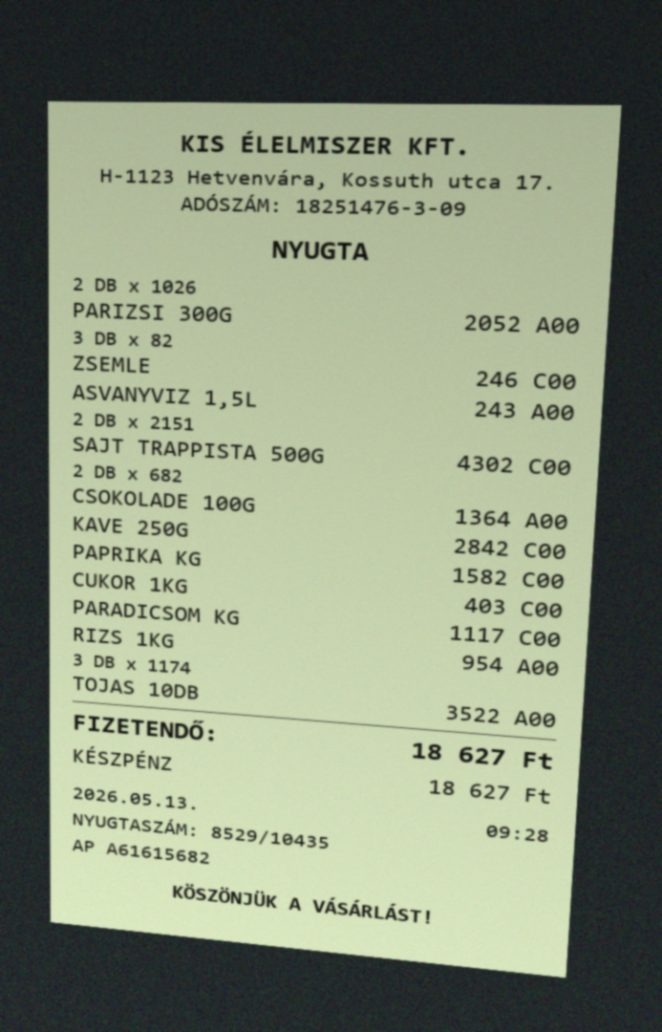 KIS ÉLELMISZER KFT.
H-1123 Hetvenvára, Kossuth utca 17.
ADÓSZÁM: 18251476-3-09
NYUGTA
2 DB x 1026
PARIZSI 300G 2052 A00
3 DB x 82
ZSEMLE 246 C00
ASVANYVIZ 1,5L 243 A00
2 DB x 2151
SAJT TRAPPISTA 500G 4302 C00
2 DB x 682
CSOKOLADE 100G 1364 A00
KAVE 250G 2842 C00
PAPRIKA KG 1582 C00
CUKOR 1KG 403 C00
PARADICSOM KG 1117 C00
RIZS 1KG 954 A00
3 DB x 1174
TOJAS 10DB 3522 A00
FIZETENDŐ: 18 627 Ft
KÉSZPÉNZ 18 627 Ft
2026.05.13. 09:28
NYUGTASZÁM: 8529/10435
AP A61615682
KÖSZÖNJÜK A VÁSÁRLÁST!